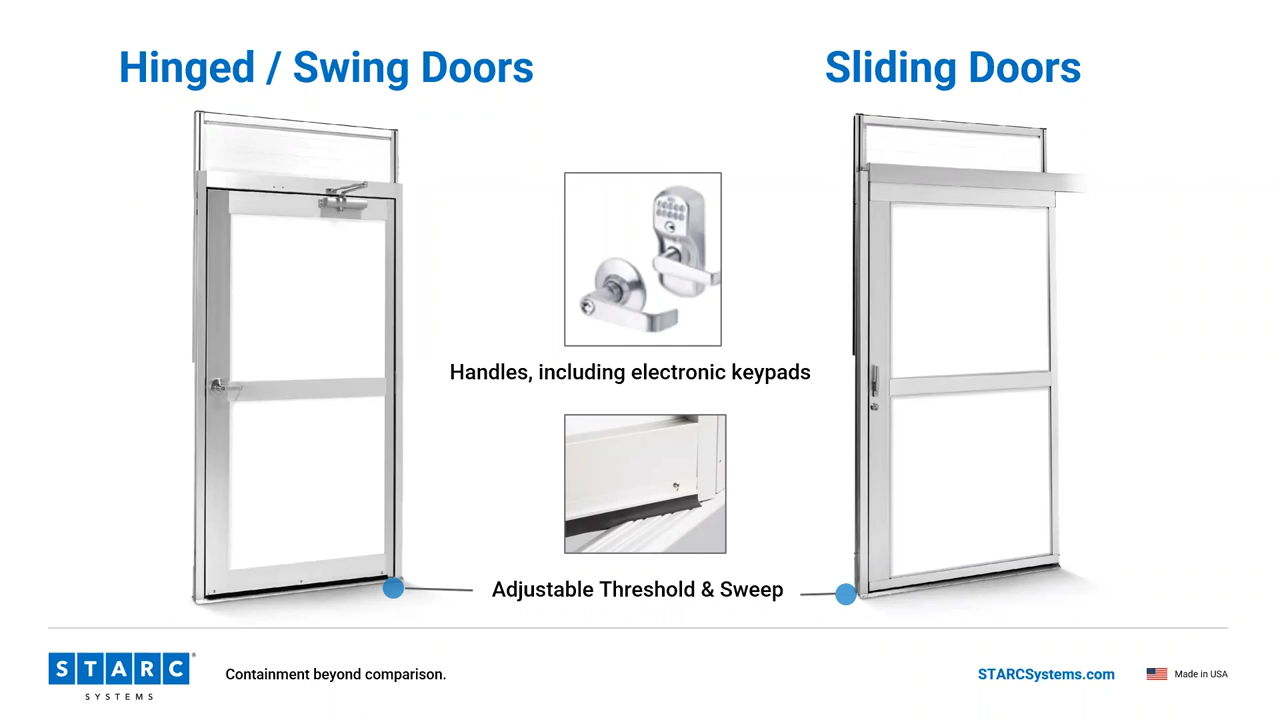 Hinged / Swing Doors
Sliding Doors
Handles, including electronic keypads
Adjustable Threshold & Sweep
STARC®
SYSTEMS
Containment beyond comparison.
STARCSystems.com
Made in USA